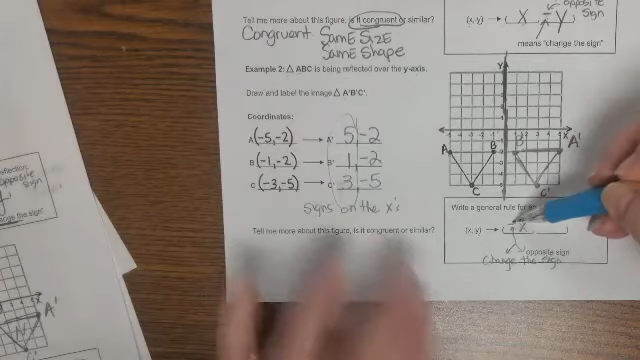 Tell me more about this figure, is it congruent or similar?
Congruent Same Size
Same Shape
(x, y) → ( X , -Y )
opposite
sign
means "change the sign"
Example 2: △ ABC is being reflected over the y-axis.
Draw and label the image △ A'B'C'.
Coordinates:
A (-5,-2) → A' 5, -2
B (-1,-2) → B' 1, -2
C (-3,-5) → C' 3, -5
signs on the x's
Y
X
A
B
B'
A'
C
C'
Write a general rule for
(x, y) → ( -X
opposite sign
change the sign
Tell me more about this figure, is it congruent or similar?
opposite
sign
A'